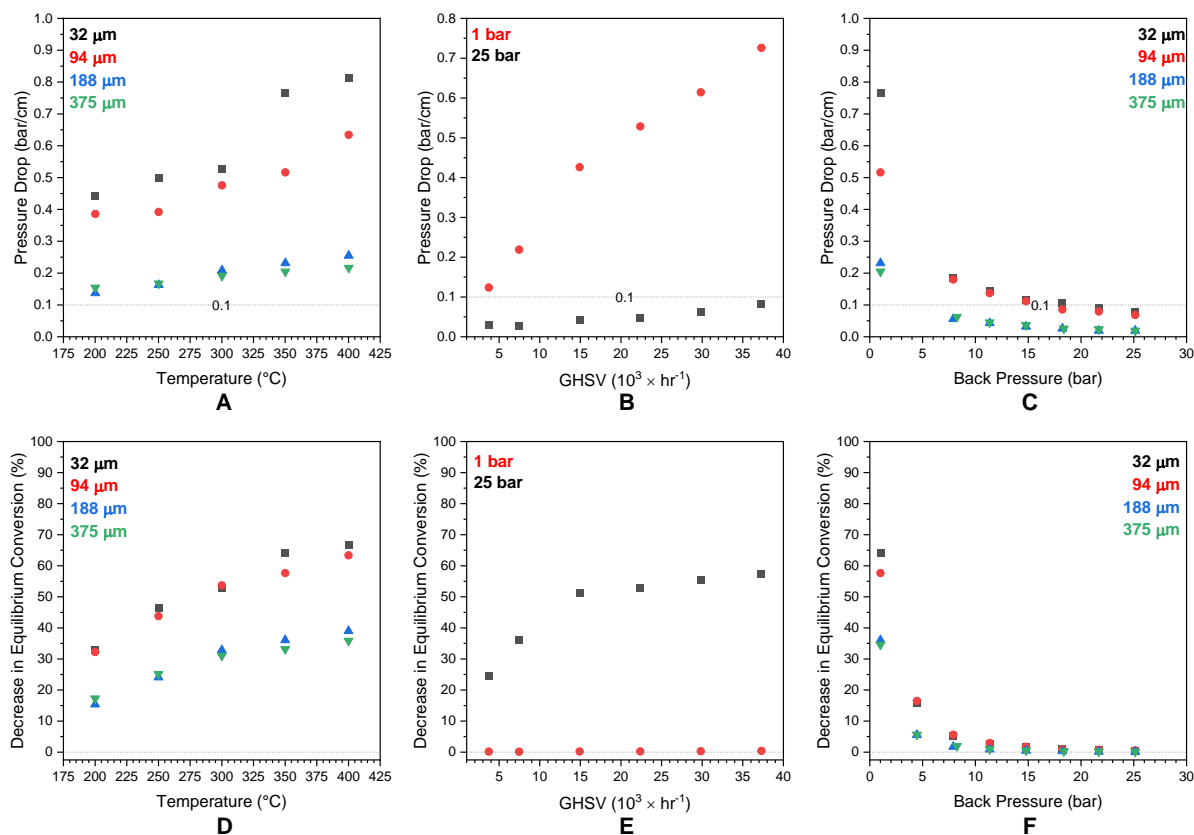 32 μm
94 μm
188 μm
375 μm
1.0
0.9
0.8
0.7
0.6
0.5
0.4
0.3
0.2
0.1
0.0
0.1
Pressure Drop (bar/cm)
175 200 225 250 275 300 325 350 375 400 425
Temperature (°C)
A
1 bar
25 bar
0.8
0.7
0.6
0.5
0.4
0.3
0.2
0.1
0.0
0.1
Pressure Drop (bar/cm)
5 10 15 20 25 30 35 40
GHSV (10³ × hr⁻¹)
B
32 μm
94 μm
188 μm
375 μm
1.0
0.9
0.8
0.7
0.6
0.5
0.4
0.3
0.2
0.1
0.0
0.1
Pressure Drop (bar/cm)
0 5 10 15 20 25 30
Back Pressure (bar)
C
32 μm
94 μm
188 μm
375 μm
100
90
80
70
60
50
40
30
20
10
0
Decrease in Equilibrium Conversion (%)
175 200 225 250 275 300 325 350 375 400 425
Temperature (°C)
D
1 bar
25 bar
100
90
80
70
60
50
40
30
20
10
0
Decrease in Equilibrium Conversion (%)
5 10 15 20 25 30 35 40
GHSV (10³ × hr⁻¹)
E
32 μm
94 μm
188 μm
375 μm
100
90
80
70
60
50
40
30
20
10
0
Decrease in Equilibrium Conversion (%)
0 5 10 15 20 25 30
Back Pressure (bar)
F